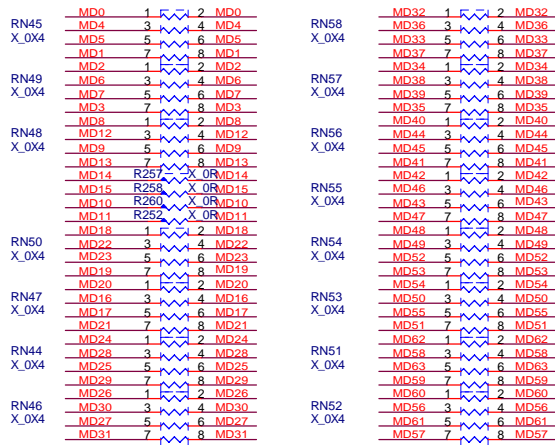 MD0 1 2 MD0
RN45 MD4 3 4 MD4
X_0X4 MD5 5 6 MD5
MD1 7 8 MD1
MD2 1 2 MD2
RN49 MD6 3 4 MD6
X_0X4 MD7 5 6 MD7
MD3 7 8 MD3
MD8 1 2 MD8
RN48 MD12 3 4 MD12
X_0X4 MD9 5 6 MD9
MD13 7 8 MD13
MD14 R257 X_0R MD14
MD15 R258 X_0R MD15
MD10 R260 X_0R MD10
MD11 R252 X_0R MD11
MD18 1 2 MD18
RN50 MD22 3 4 MD22
X_0X4 MD23 5 6 MD23
MD19 7 8 MD19
MD20 1 2 MD20
RN47 MD16 3 4 MD16
X_0X4 MD17 5 6 MD17
MD21 7 8 MD21
MD24 1 2 MD24
RN44 MD28 3 4 MD28
X_0X4 MD25 5 6 MD25
MD29 7 8 MD29
MD26 1 2 MD26
RN46 MD30 3 4 MD30
X_0X4 MD27 5 6 MD27
MD31 7 8 MD31
MD32 1 2 MD32
RN58 MD36 3 4 MD36
X_0X4 MD33 5 6 MD33
MD37 7 8 MD37
MD34 1 2 MD34
RN57 MD38 3 4 MD38
X_0X4 MD39 5 6 MD39
MD35 7 8 MD35
MD40 1 2 MD40
RN56 MD44 3 4 MD44
X_0X4 MD45 5 6 MD45
MD41 7 8 MD41
MD42 1 2 MD42
RN55 MD46 3 4 MD46
X_0X4 MD43 5 6 MD43
MD47 7 8 MD47
MD48 1 2 MD48
RN54 MD49 3 4 MD49
X_0X4 MD52 5 6 MD52
MD53 7 8 MD53
MD54 1 2 MD54
RN53 MD50 3 4 MD50
X_0X4 MD55 5 6 MD55
MD51 7 8 MD51
MD62 1 2 MD62
RN51 MD58 3 4 MD58
X_0X4 MD63 5 6 MD63
MD59 7 8 MD59
MD60 1 2 MD60
RN52 MD56 3 4 MD56
X_0X4 MD61 5 6 MD61
MD57 7 8 MD57